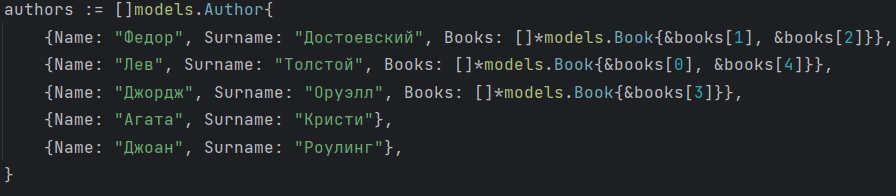 authors := []models.Author{
{Name: "Федор", Surname: "Достоевский", Books: []*models.Book{&books[1], &books[2]}},
{Name: "Лев", Surname: "Толстой", Books: []*models.Book{&books[0], &books[4]}},
{Name: "Джордж", Surname: "Оруэлл", Books: []*models.Book{&books[3]}},
{Name: "Агата", Surname: "Кристи"},
{Name: "Джоан", Surname: "Роулинг"},
}